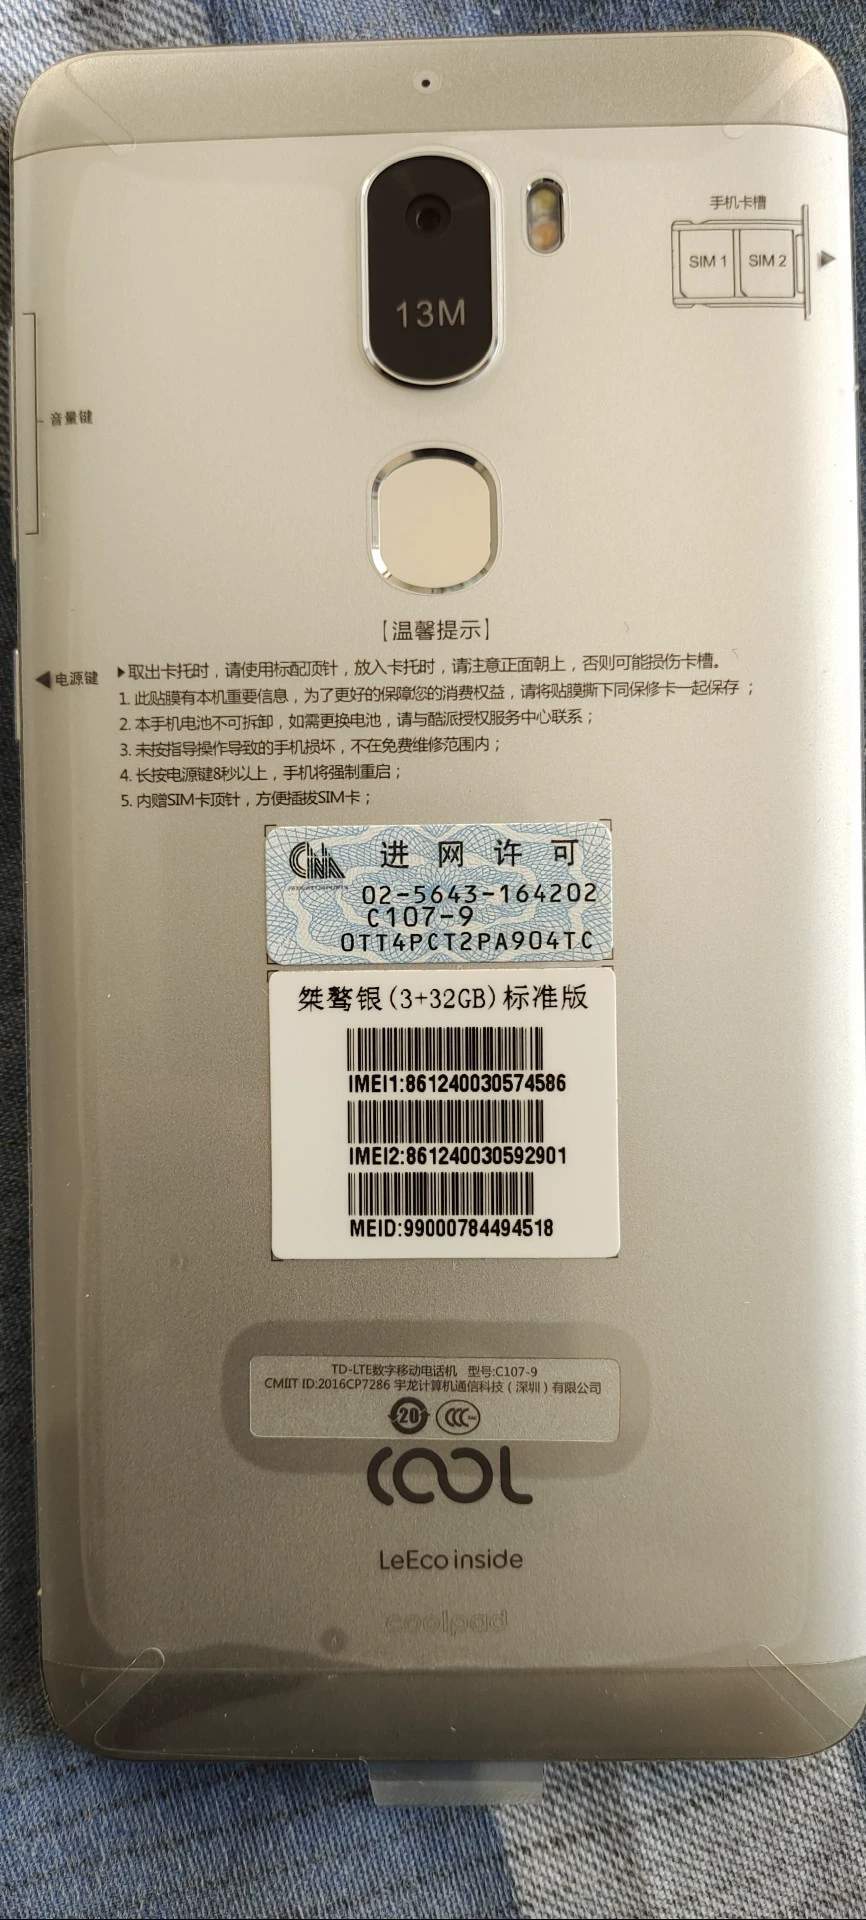 手机卡槽
SIM 1 SIM 2
13M
音量键
【温馨提示】
电源键
取出卡托时，请使用标配顶针，放入卡托时，请注意正面朝上，否则可能损伤卡槽。
1. 此贴膜有本机重要信息，为了更好的保障您的消费权益，请将贴膜撕下同保修卡一起保存；
2. 本手机电池不可拆卸，如需更换电池，请与酷派授权服务中心联系；
3. 未按指导操作导致的手机损坏，不在免费维修范围内；
4. 长按电源键8秒以上，手机将强制重启；
5. 内赠SIM卡顶针，方便插拔SIM卡；
进网许可
02-5643-164202
C107-9
0TT4PCT2PA904TC
桀骜银(3+32GB)标准版
IMEI1:861240030574586
IMEI2:861240030592901
MEID:99000784494518
TD-LTE数字移动电话机 型号:C107-9
CMIIT ID:2016CP7286 宇龙计算机通信科技（深圳）有限公司
20
COOL
LeEco inside
coolpad